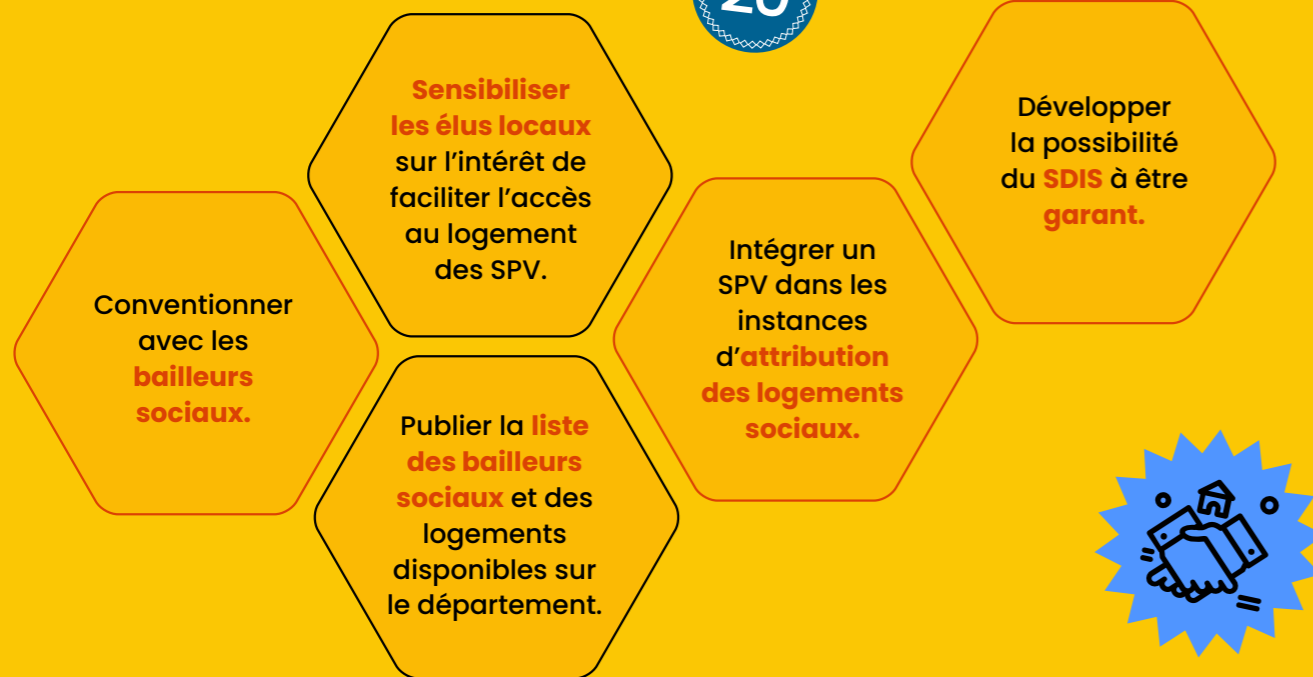 20
Sensibiliser
les élus locaux
sur l’intérêt de
faciliter l’accès
au logement
des SPV.
Développer
la possibilité
du SDIS à être
garant.
Conventionner
avec les
bailleurs
sociaux.
Intégrer un
SPV dans les
instances
d’attribution
des logements
sociaux.
Publier la liste
des bailleurs
sociaux et des
logements
disponibles sur
le département.